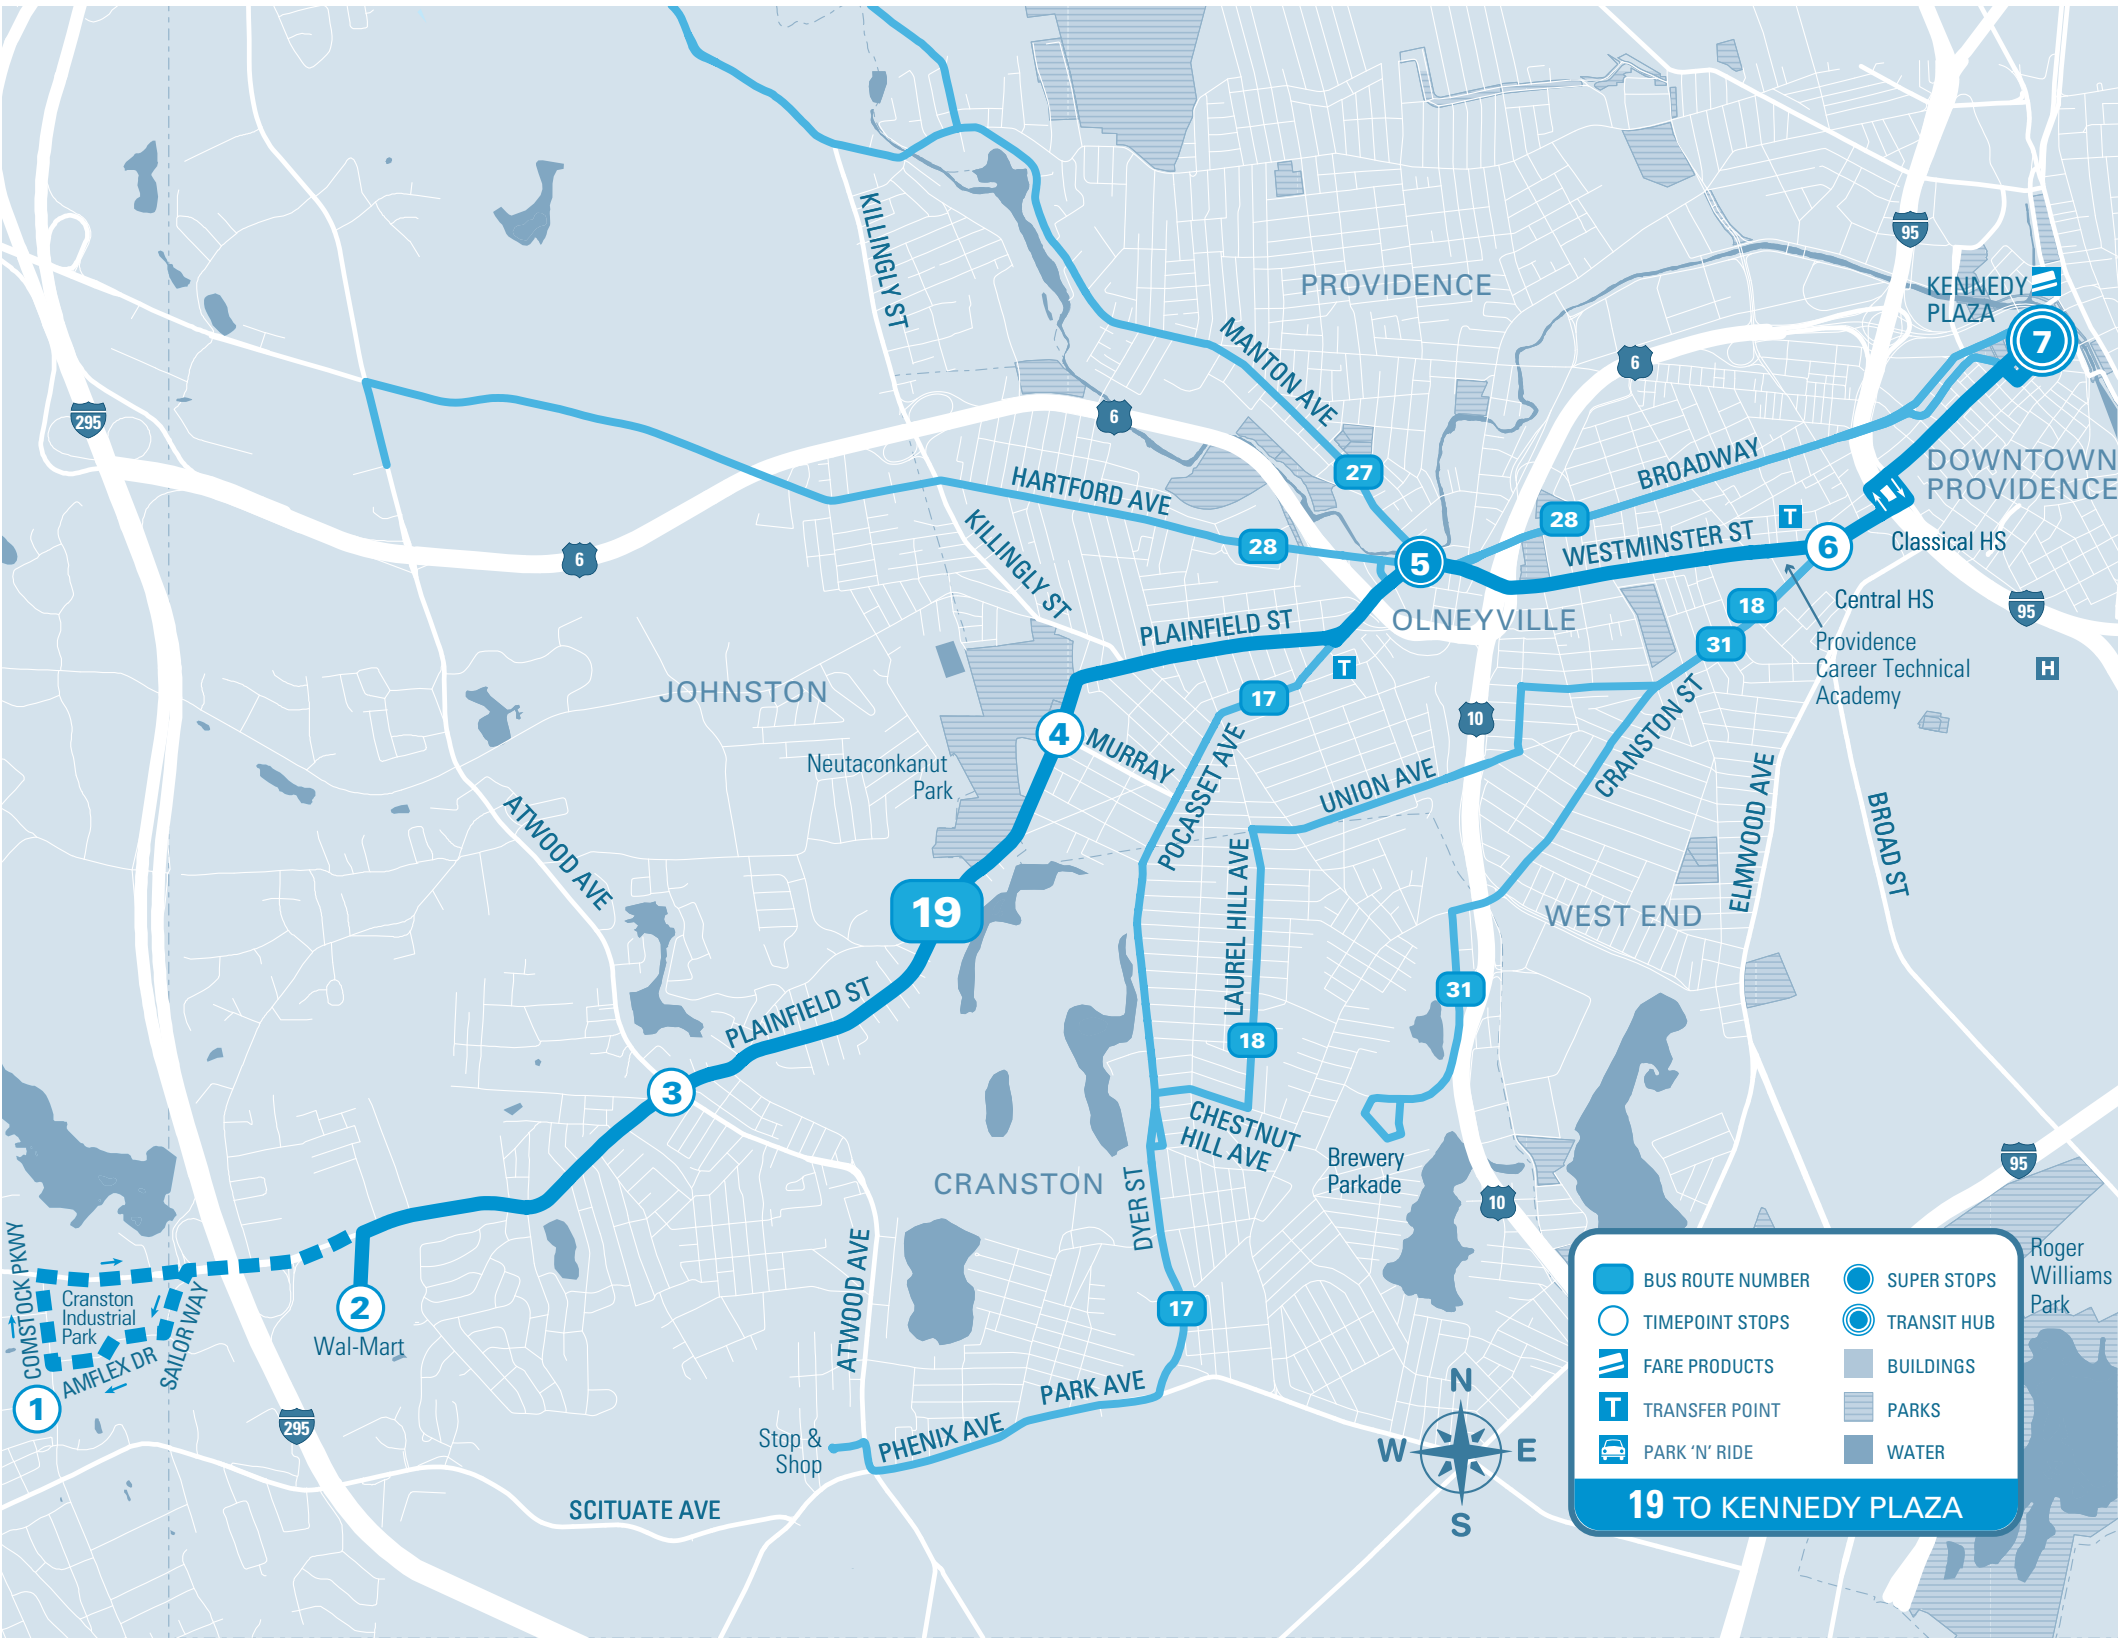 KILLINGLY ST
95
PROVIDENCE
KENNEDY
PLAZA
7
MANTON AVE
6
6
295
27
BROADWAY
DOWNTOWN
PROVIDENCE
HARTFORD AVE
28
28
T
WESTMINSTER ST
6
Classical HS
KILLINGLY ST
6
5
18
Central HS
95
OLNEYVILLE
PLAINFIELD ST
31
Providence
Career Technical
Academy
T
H
JOHNSTON
17
10
CRANSTON ST
4
MURRAY
Neutaconkanut
Park
POCASSET AVE
UNION AVE
ELMWOOD AVE
BROAD ST
ATWOOD AVE
LAUREL HILL AVE
19
WEST END
PLAINFIELD ST
31
18
3
CHESTNUT
HILL AVE
Brewery
Parkade
95
CRANSTON
DYER ST
10
COMSTOCK PKWY
Cranston
Industrial
Park
SAILOR WAY
AMFLEX DR
1
2
Wal-Mart
ATWOOD AVE
17
Roger
Williams
Park
295
PARK AVE
PHENIX AVE
Stop &
Shop
SCITUATE AVE
N
W
E
S
BUS ROUTE NUMBER
SUPER STOPS
TIMEPOINT STOPS
TRANSIT HUB
FARE PRODUCTS
BUILDINGS
T
TRANSFER POINT
PARKS
PARK ‘N’ RIDE
WATER
19 TO KENNEDY PLAZA